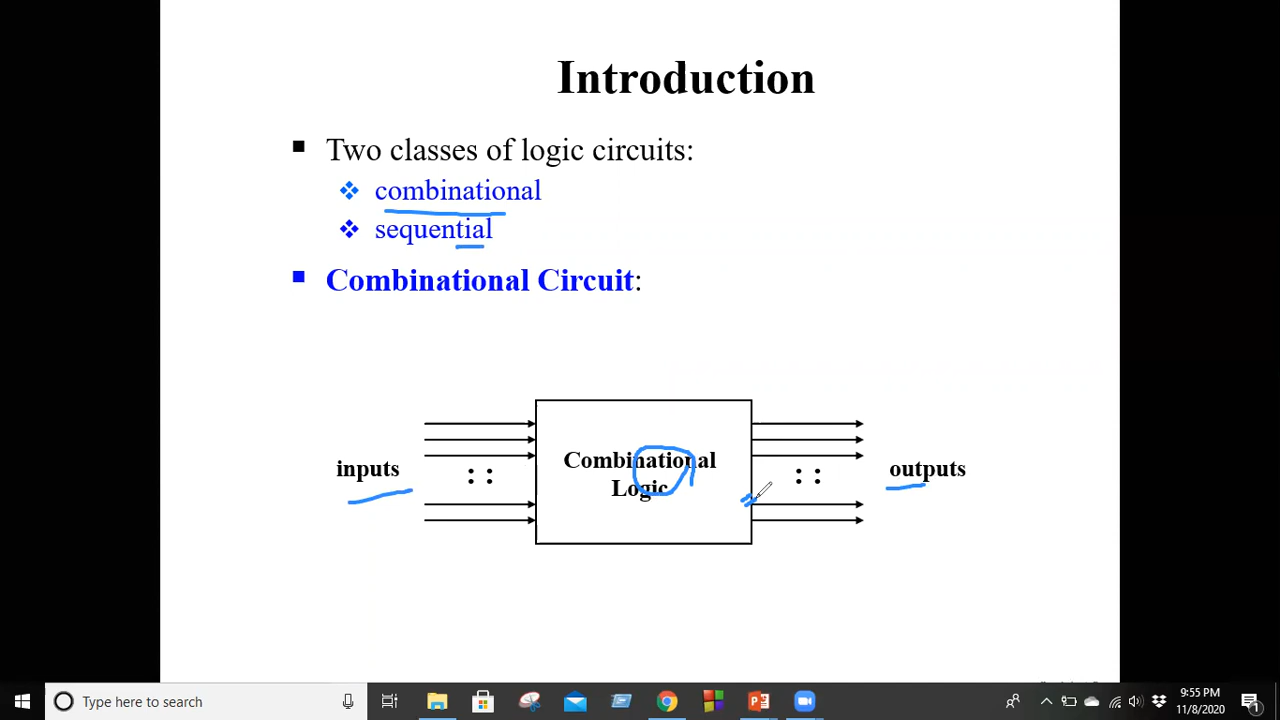 Introduction
Two classes of logic circuits:
combinational
sequential
Combinational Circuit:
inputs
: :
Combinational
Logic
: :
outputs
Type here to search
9:55 PM
11/8/2020
1